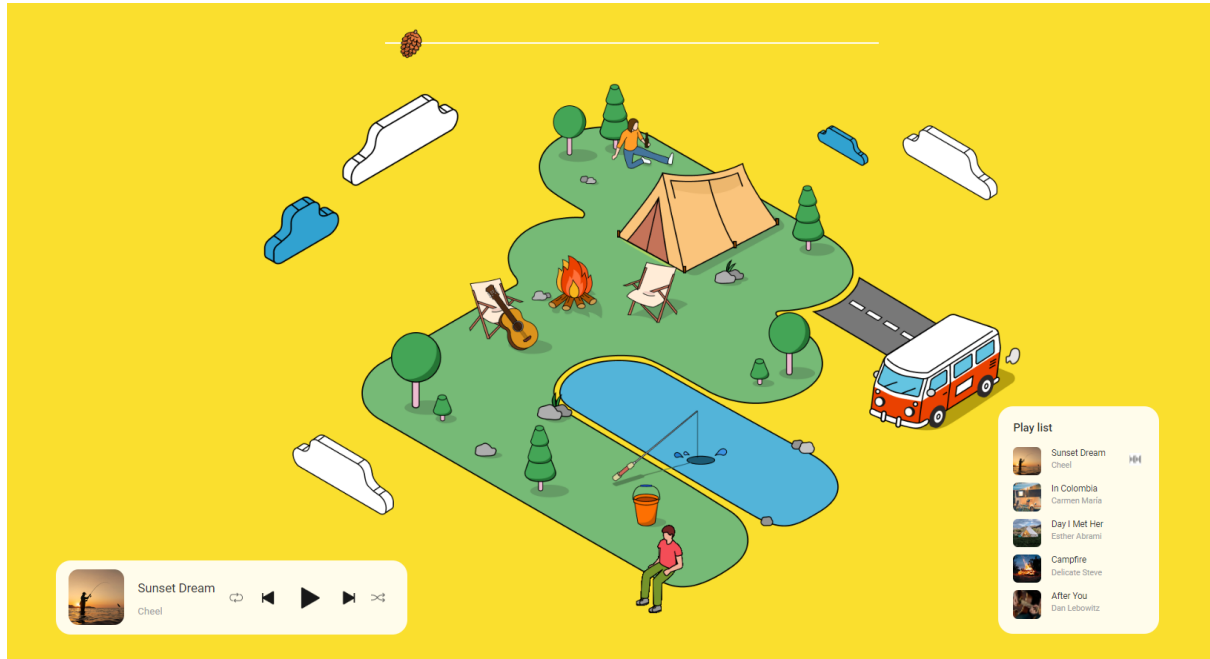 Play list
Sunset Dream
Cheel
In Colombia
Carmen María
Day I Met Her
Esther Abrami
Campfire
Delicate Steve
After You
Dan Lebowitz
Sunset Dream
Cheel